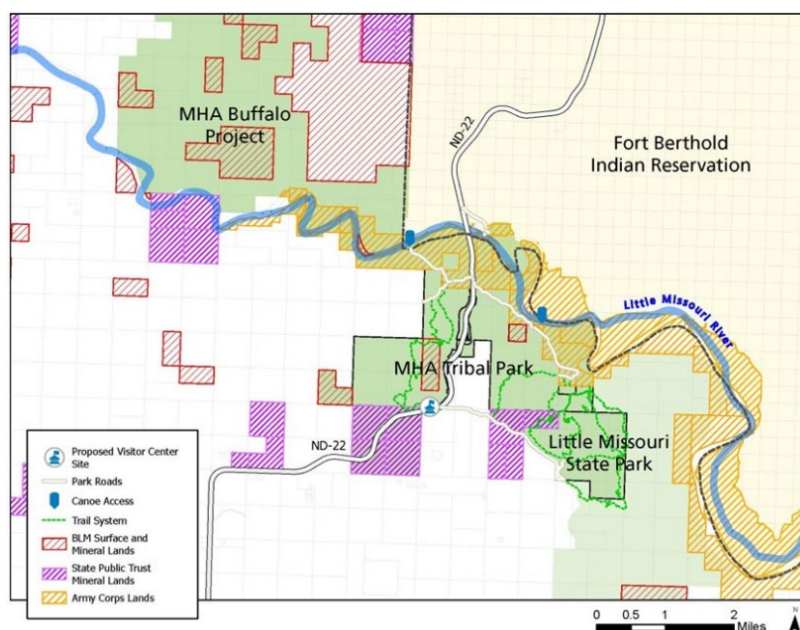 MHA Buffalo
Project
ND-22
Fort Berthold
Indian Reservation
Little Missouri River
MHA Tribal Park
ND-22
Little Missouri
State Park
Proposed Visitor Center
Site
Park Roads
Canoe Access
Trail System
BLM Surface and
Mineral Lands
State Public Trust
Mineral Lands
Army Corps Lands
0 0.5 1 2
Miles
N